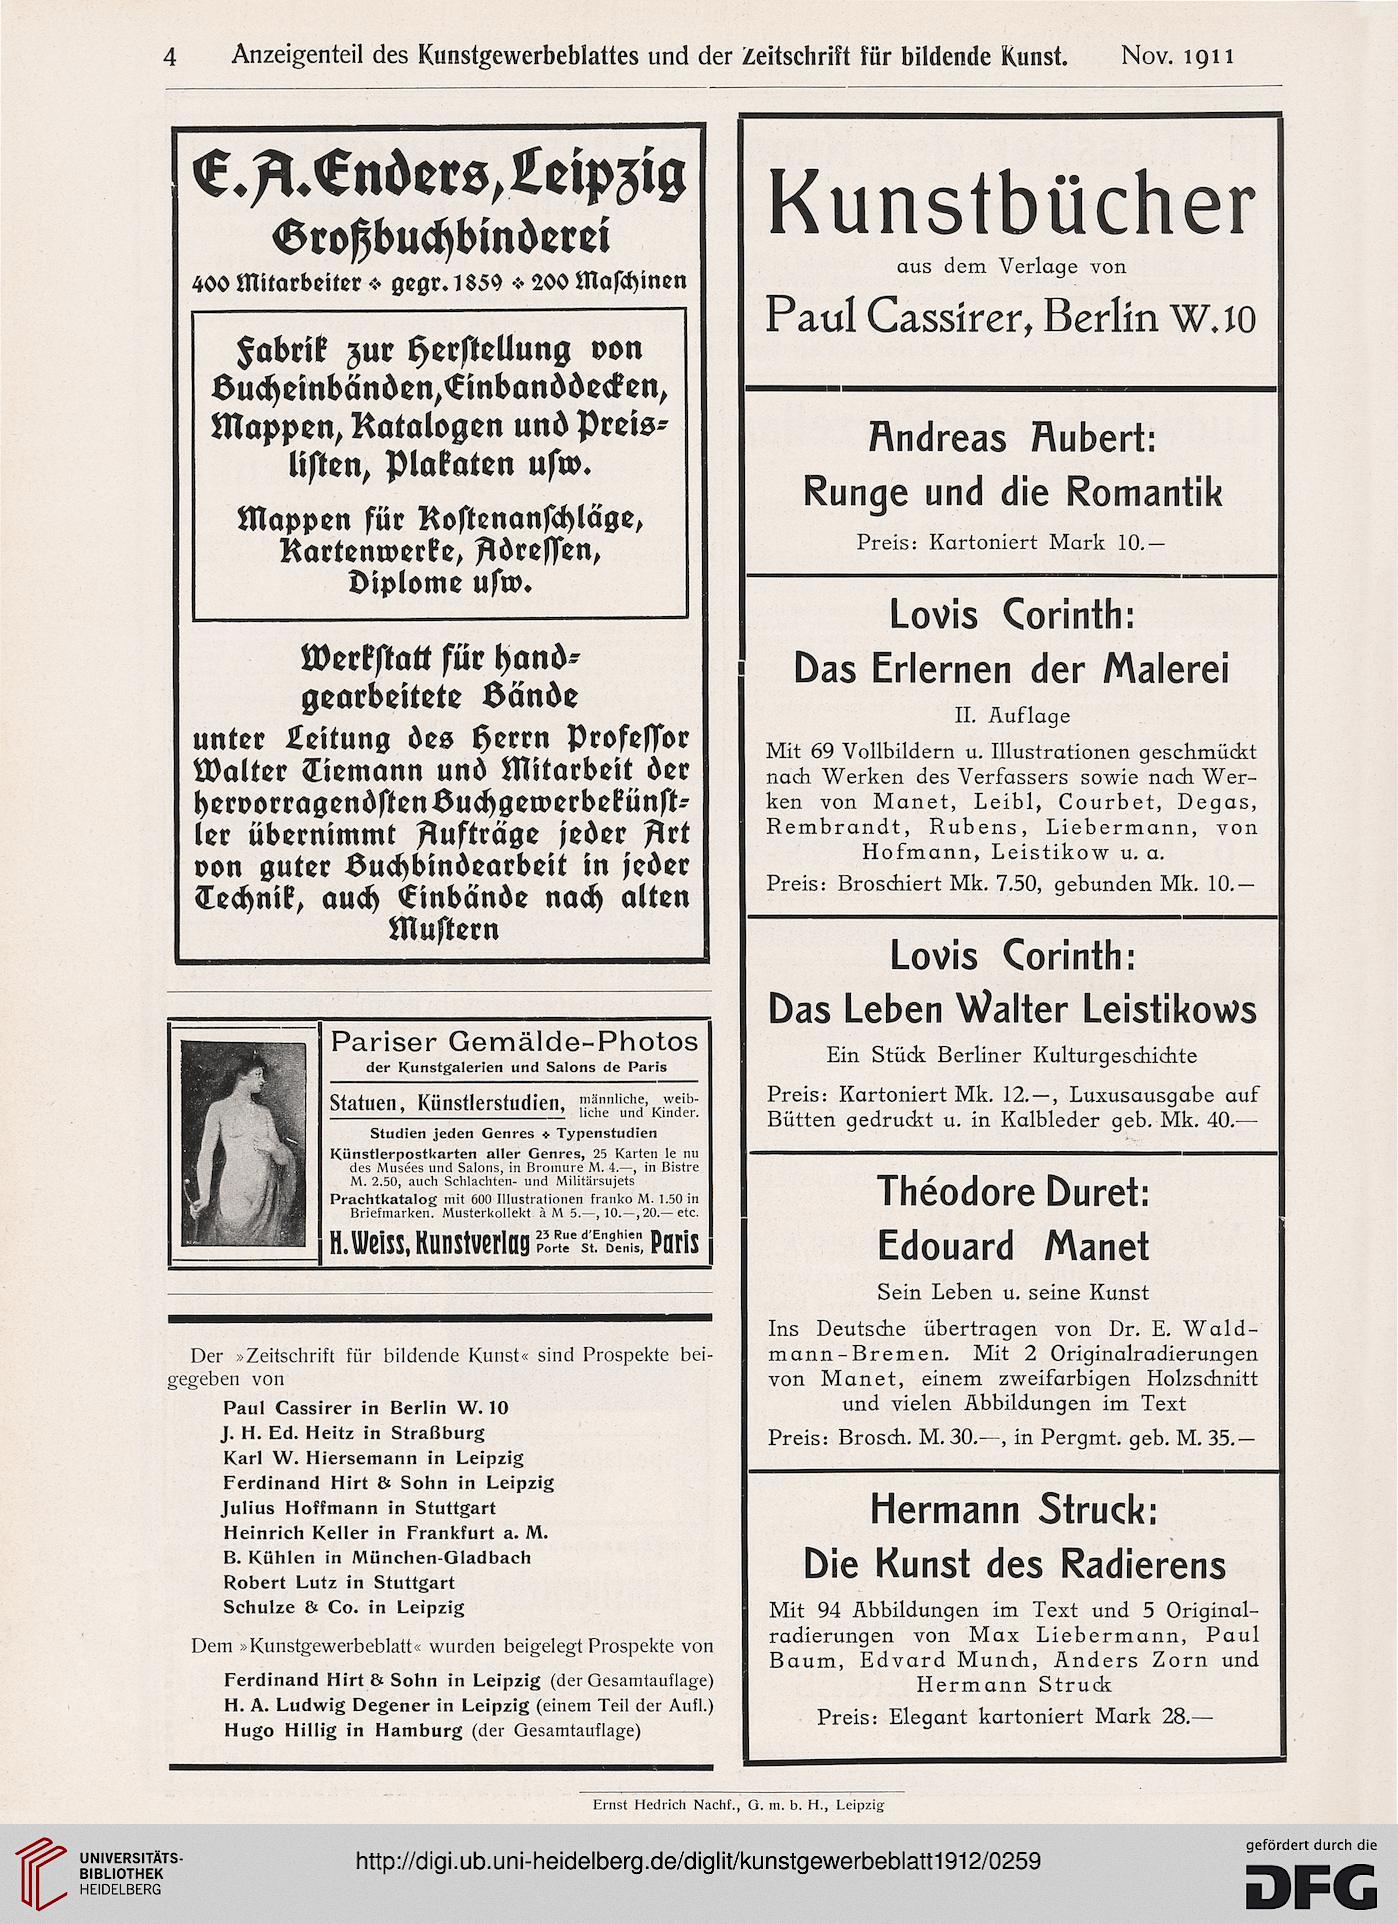 4 Anzeigenteil des Kunstgewerbeblattes und der Zeitschrift für bildende Kunst. Nov. 1911
E. A. Enders, Leipzig
Großbuchbinderei
400 Mitarbeiter ❖ gegr. 1859 ❖ 200 Maſchinen
Fabrik zur Herſtellung von
Bucheinbänden, Einbanddecken,
Mappen, Katalogen und Preis-
liſten, Plakaten uſw.
Mappen für Koſtenanſchläge,
Kartenwerke, Adreſſen,
Diplome uſw.
Werkſtatt für hand-
gearbeitete Bände
unter Leitung des Herrn Profeſſor
Walter Tiemann und Mitarbeit der
hervorragendſten Buchgewerbekünſt-
ler übernimmt Aufträge jeder Art
von guter Buchbindearbeit in jeder
Technik, auch Einbände nach alten
Muſtern
Pariser Gemälde-Photos
der Kunstgalerien und Salons de Paris
Statuen, Künstlerstudien, männliche, weib-
liche und Kinder.
Studien jeden Genres ❖ Typenstudien
Künstlerpostkarten aller Genres, 25 Karten le nu
des Musées und Salons, in Bromure M. 4.—, in Bistre
M. 2.50, auch Schlachten- und Militärsujets
Prachtkatalog mit 600 Illustrationen franko M. 1.50 in
Briefmarken. Musterkollekt à M 5.—, 10.—, 20.— etc.
H. Weiss, Kunstverlag 23 Rue d'Enghien
Porte St. Denis, Paris
Der »Zeitschrift für bildende Kunst« sind Prospekte bei-
gegeben von
Paul Cassirer in Berlin W. 10
J. H. Ed. Heitz in Straßburg
Karl W. Hiersemann in Leipzig
Ferdinand Hirt & Sohn in Leipzig
Julius Hoffmann in Stuttgart
Heinrich Keller in Frankfurt a. M.
B. Kühlen in München-Gladbach
Robert Lutz in Stuttgart
Schulze & Co. in Leipzig
Dem »Kunstgewerbeblatt« wurden beigelegt Prospekte von
Ferdinand Hirt & Sohn in Leipzig (der Gesamtauflage)
H. A. Ludwig Degener in Leipzig (einem Teil der Aufl.)
Hugo Hillig in Hamburg (der Gesamtauflage)
Kunstbücher
aus dem Verlage von
Paul Cassirer, Berlin W. 10
Andreas Aubert:
Runge und die Romantik
Preis: Kartoniert Mark 10.—
Lovis Corinth:
Das Erlernen der Malerei
II. Auflage
Mit 69 Vollbildern u. Illustrationen geschmückt
nach Werken des Verfassers sowie nach Wer-
ken von Manet, Leibl, Courbet, Degas,
Rembrandt, Rubens, Liebermann, von
Hofmann, Leistikow u. a.
Preis: Broschiert Mk. 7.50, gebunden Mk. 10.—
Lovis Corinth:
Das Leben Walter Leistikows
Ein Stück Berliner Kulturgeschichte
Preis: Kartoniert Mk. 12.—, Luxusausgabe auf
Bütten gedruckt u. in Kalbleder geb. Mk. 40.—
Théodore Duret:
Edouard Manet
Sein Leben u. seine Kunst
Ins Deutsche übertragen von Dr. E. Wald-
mann-Bremen. Mit 2 Originalradierungen
von Manet, einem zweifarbigen Holzschnitt
und vielen Abbildungen im Text
Preis: Brosch. M. 30.—, in Pergmt. geb. M. 35.—
Hermann Struck:
Die Kunst des Radierens
Mit 94 Abbildungen im Text und 5 Original-
radierungen von Max Liebermann, Paul
Baum, Edvard Munch, Anders Zorn und
Hermann Struck
Preis: Elegant kartoniert Mark 28.—
Ernst Hedrich Nachf., G. m. b. H., Leipzig
UNIVERSITÄTS-
BIBLIOTHEK
HEIDELBERG
http://digi.ub.uni-heidelberg.de/diglit/kunstgewerbeblatt1912/0259
gefördert durch die
DFG